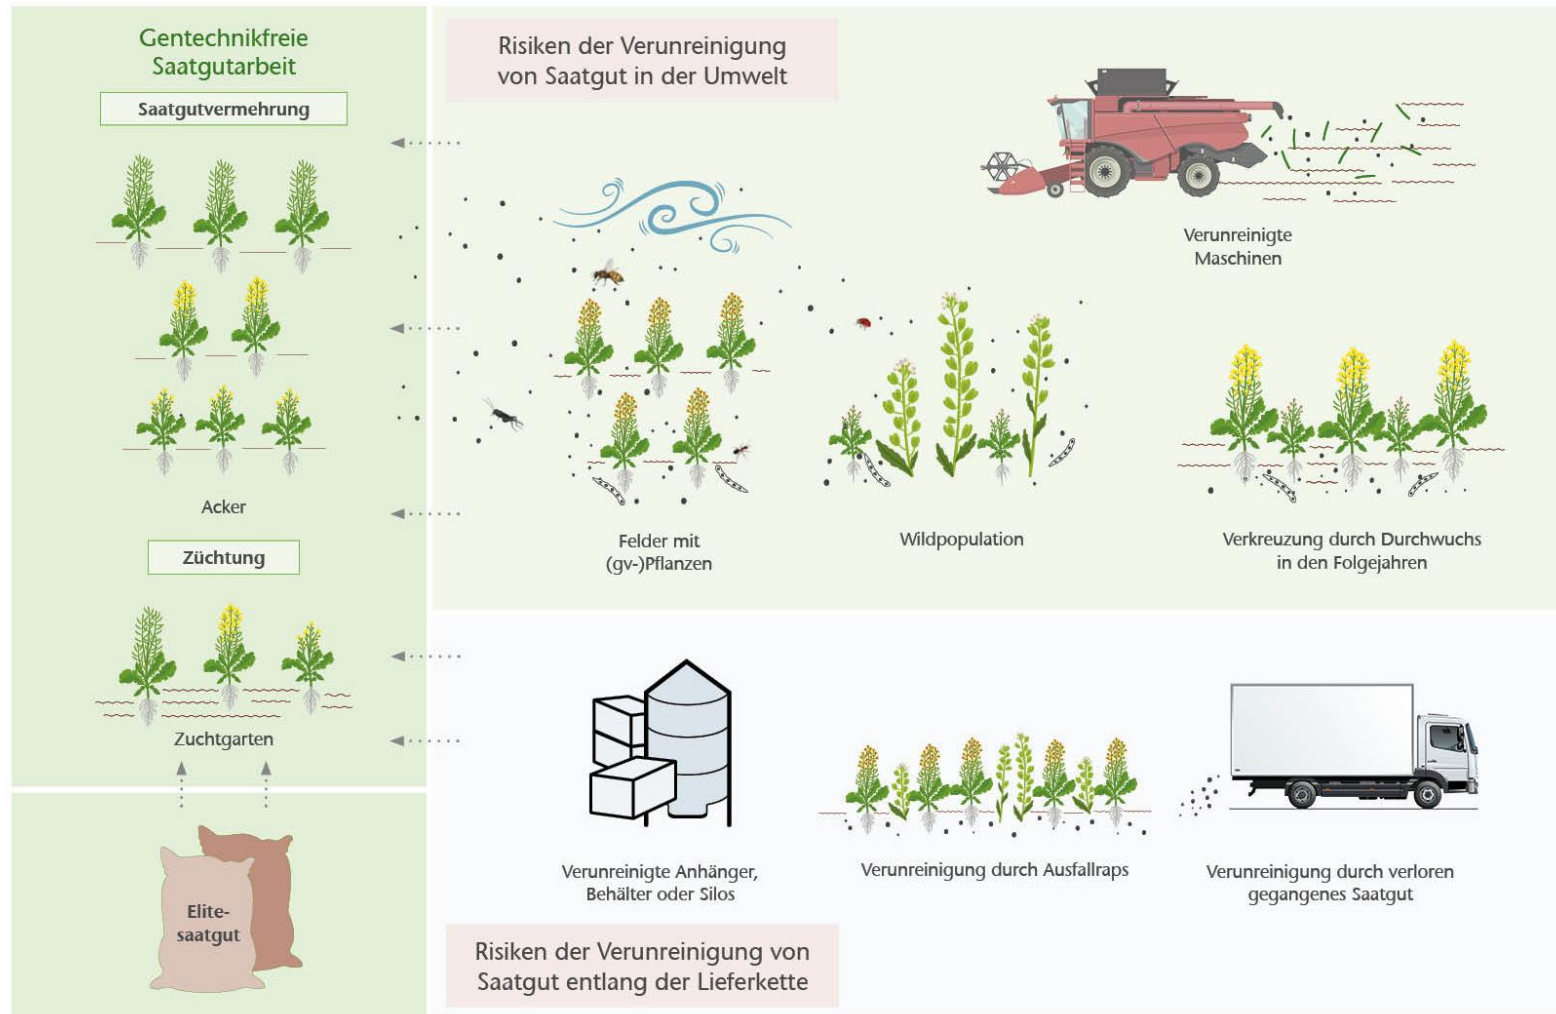 Gentechnikfreie
Saatgutarbeit
Saatgutvermehrung
Acker
Züchtung
Zuchtgarten
Elite-
saatgut
Risiken der Verunreinigung
von Saatgut in der Umwelt
Verunreinigte
Maschinen
Felder mit
(gv-)Pflanzen
Wildpopulation
Verkreuzung durch Durchwuchs
in den Folgejahren
Verunreinigte Anhänger,
Behälter oder Silos
Verunreinigung durch Ausfallraps
Verunreinigung durch verloren
gegangenes Saatgut
Risiken der Verunreinigung von
Saatgut entlang der Lieferkette